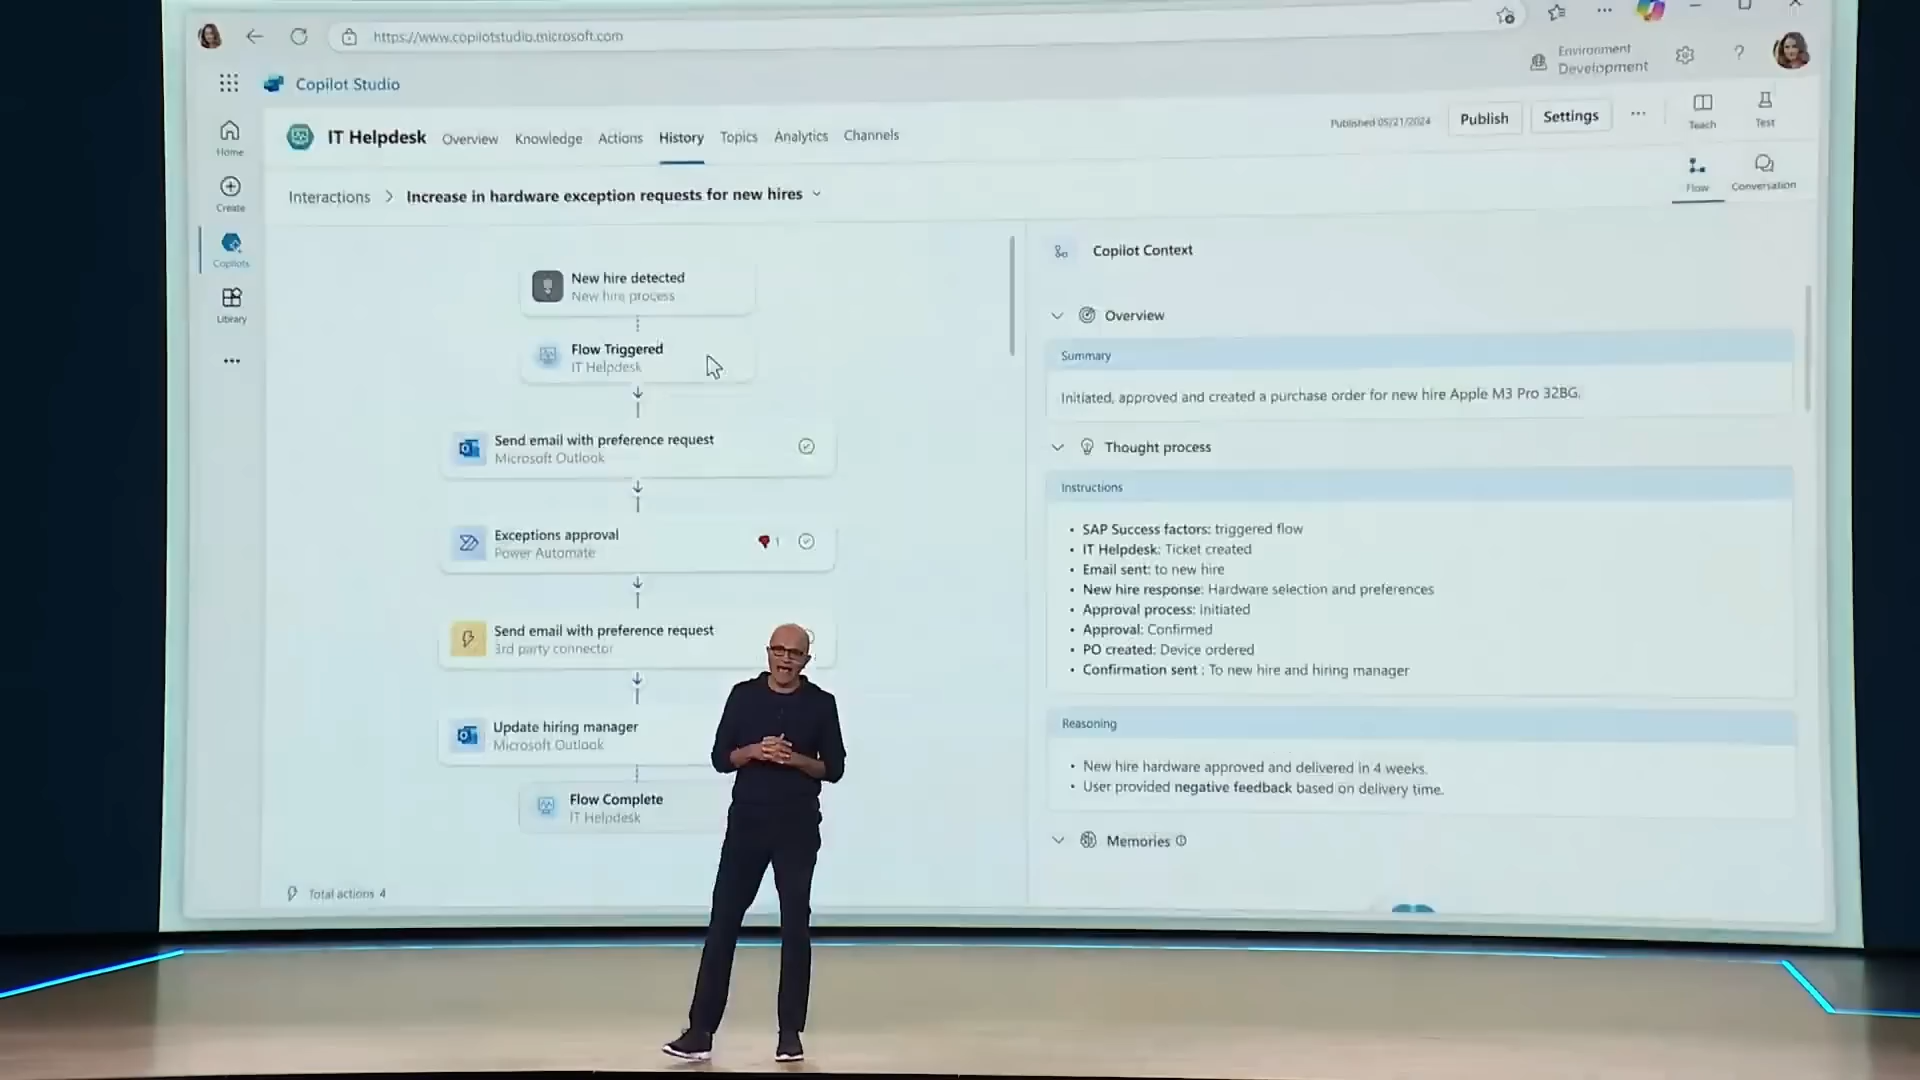 https://www.copilotstudio.microsoft.com
Environment
Development
Copilot Studio
IT Helpdesk
Overview
Knowledge
Actions
History
Topics
Analytics
Channels
Published 05/21/2024
Publish
Settings
Teach
Test
Home
Create
Copilots
Library
Interactions > Increase in hardware exception requests for new hires
Flow
Conversation
New hire detected
New hire process
Flow Triggered
IT Helpdesk
Send email with preference request
Microsoft Outlook
Exceptions approval
Power Automate
1
Send email with preference request
3rd party connector
Update hiring manager
Microsoft Outlook
Flow Complete
IT Helpdesk
Total actions 4
Copilot Context
Overview
Summary
Initiated, approved and created a purchase order for new hire Apple M3 Pro 32BG.
Thought process
Instructions
• SAP Success factors: triggered flow
• IT Helpdesk: Ticket created
• Email sent: to new hire
• New hire response: Hardware selection and preferences
• Approval process: Initiated
• Approval: Confirmed
• PO created: Device ordered
• Confirmation sent : To new hire and hiring manager
Reasoning
• New hire hardware approved and delivered in 4 weeks.
• User provided negative feedback based on delivery time.
Memories